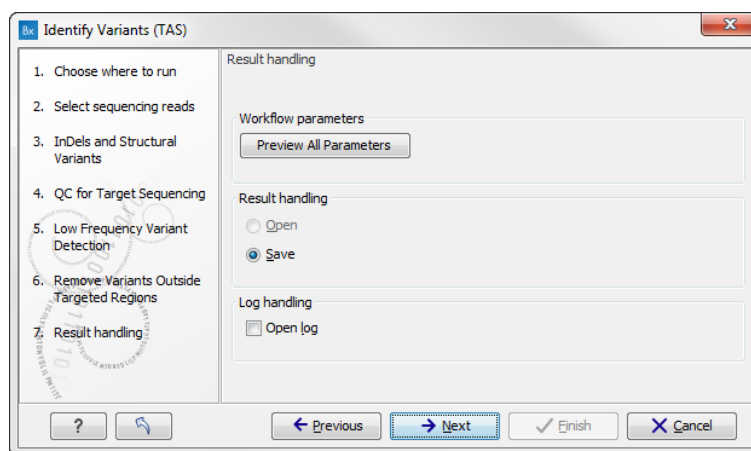 Bx Identify Variants (TAS)
X
1. Choose where to run
2. Select sequencing reads
3. InDels and Structural
Variants
4. QC for Target Sequencing
5. Low Frequency Variant
Detection
6. Remove Variants Outside
Targeted Regions
7. Result handling
Result handling
Workflow parameters
Preview All Parameters
Result handling
Open
Save
Log handling
Open log
?
Previous
Next
Finish
Cancel